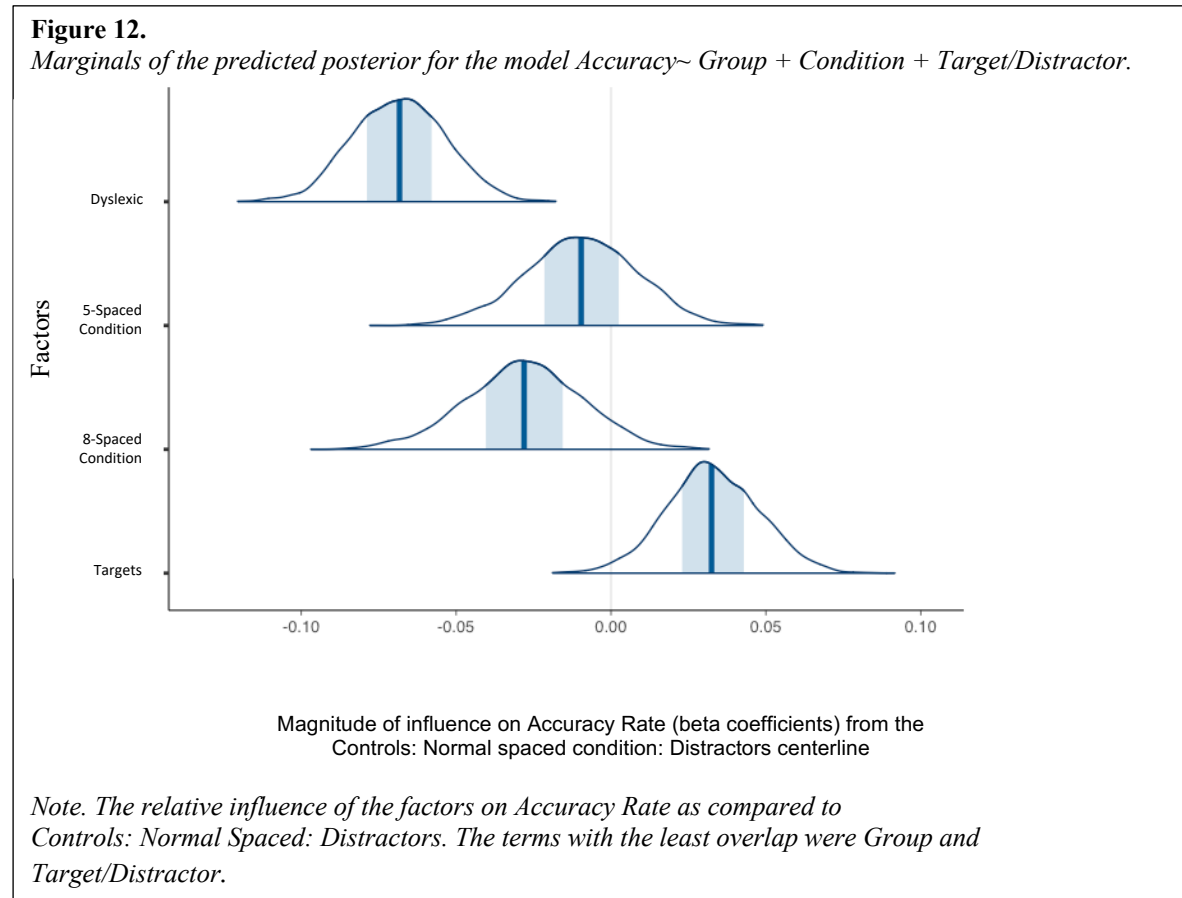 Figure 12.
Marginals of the predicted posterior for the model Accuracy~ Group + Condition + Target/Distractor.
Factors
Dyslexic
5-Spaced
Condition
8-Spaced
Condition
Targets
-0.10 -0.05 0.00 0.05 0.10
Magnitude of influence on Accuracy Rate (beta coefficients) from the
Controls: Normal spaced condition: Distractors centerline
Note. The relative influence of the factors on Accuracy Rate as compared to
Controls: Normal Spaced: Distractors. The terms with the least overlap were Group and
Target/Distractor.